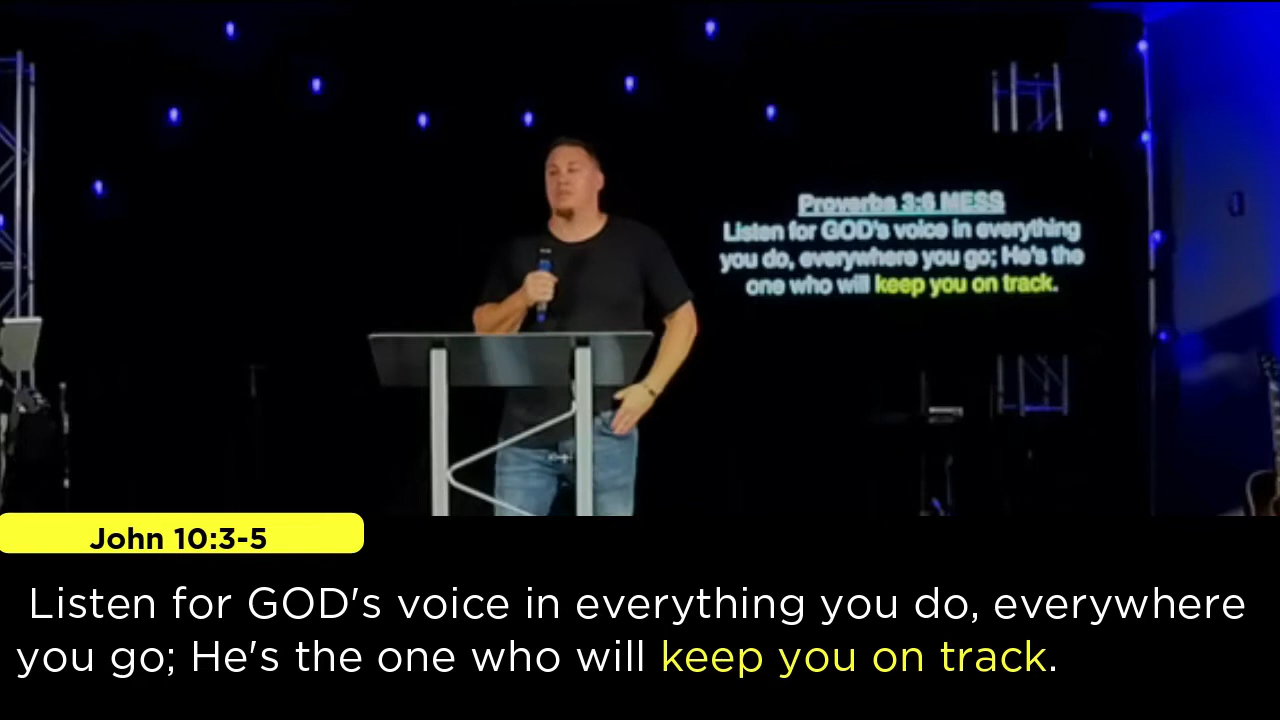 Proverbs 3:6 MESS
Listen for GOD's voice in everything
you do, everywhere you go; He's the
one who will keep you on track.
John 10:3-5
Listen for GOD's voice in everything you do, everywhere
you go; He's the one who will keep you on track.